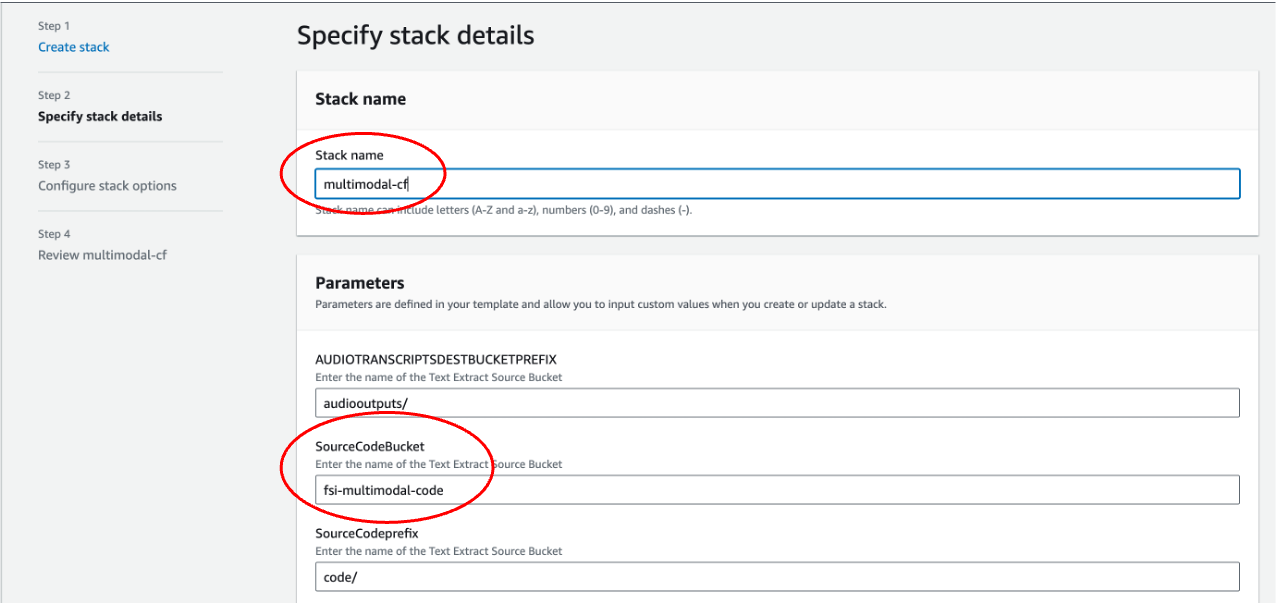 Step 1
Create stack
Step 2
Specify stack details
Step 3
Configure stack options
Step 4
Review multimodal-cf
Specify stack details
Stack name
Stack name
multimodal-cf
Stack name can include letters (A-Z and a-z), numbers (0-9), and dashes (-).
Parameters
Parameters are defined in your template and allow you to input custom values when you create or update a stack.
AUDIOTRANSCRIPTSDESTBUCKETPREFIX
Enter the name of the Text Extract Source Bucket
audiooutputs/
SourceCodeBucket
Enter the name of the Text Extract Source Bucket
fsi-multimodal-code
SourceCodeprefix
Enter the name of the Text Extract Source Bucket
code/